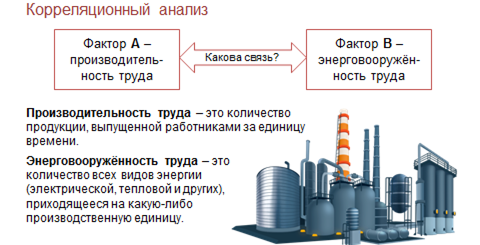 Корреляционный анализ
Фактор А –
производитель-
ность труда
Какова связь?
Фактор В –
энерговооружён-
ность труда
Производительность труда – это количество
продукции, выпущенной работниками за единицу
времени.
Энерговооружённость труда – это
количество всех видов энергии
(электрической, тепловой и других),
приходящееся на какую-либо
производственную единицу.